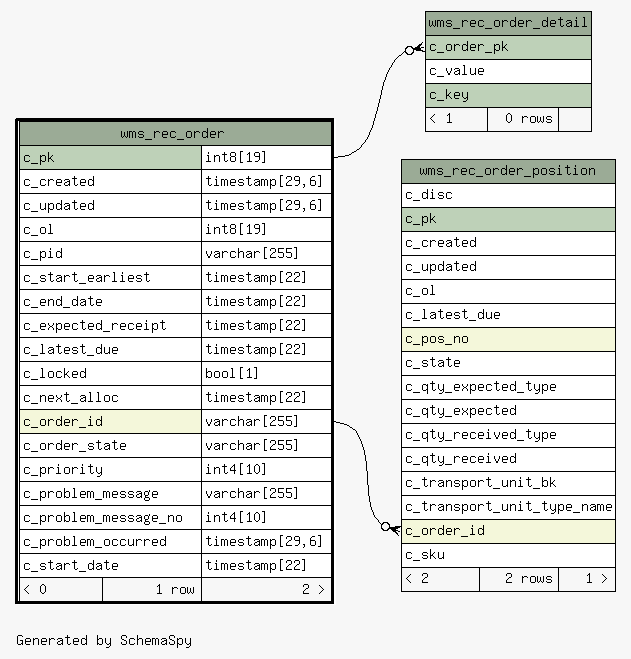 wms_rec_order_detail
c_order_pk
c_value
c_key
< 1 0 rows
wms_rec_order
c_pk int8[19]
c_created timestamp[29,6]
c_updated timestamp[29,6]
c_ol int8[19]
c_pid varchar[255]
c_start_earliest timestamp[22]
c_end_date timestamp[22]
c_expected_receipt timestamp[22]
c_latest_due timestamp[22]
c_locked bool[1]
c_next_alloc timestamp[22]
c_order_id varchar[255]
c_order_state varchar[255]
c_priority int4[10]
c_problem_message varchar[255]
c_problem_message_no int4[10]
c_problem_occurred timestamp[29,6]
c_start_date timestamp[22]
< 0 1 row 2 >
wms_rec_order_position
c_disc
c_pk
c_created
c_updated
c_ol
c_latest_due
c_pos_no
c_state
c_qty_expected_type
c_qty_expected
c_qty_received_type
c_qty_received
c_transport_unit_bk
c_transport_unit_type_name
c_order_id
c_sku
< 2 2 rows 1 >
Generated by SchemaSpy